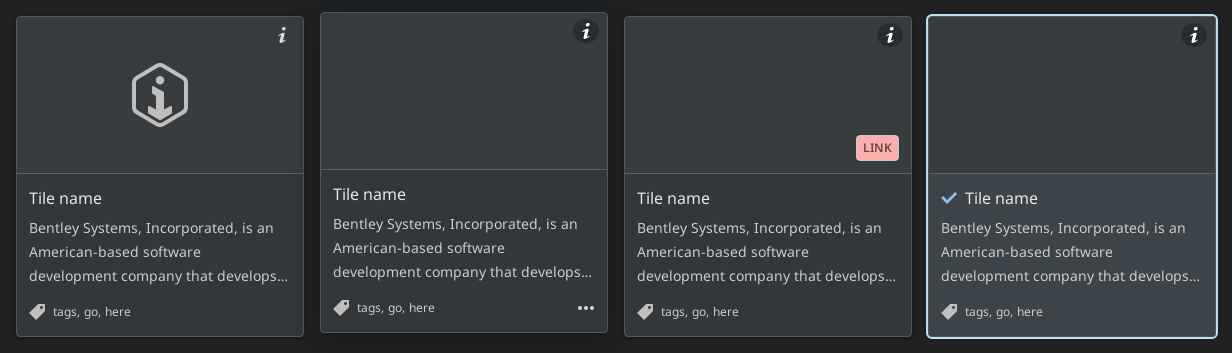 Tile name
Bentley Systems, Incorporated, is an
American-based software
development company that develops...
tags, go, here
Tile name
Bentley Systems, Incorporated, is an
American-based software
development company that develops...
tags, go, here
LINK
Tile name
Bentley Systems, Incorporated, is an
American-based software
development company that develops...
tags, go, here
Tile name
Bentley Systems, Incorporated, is an
American-based software
development company that develops...
tags, go, here